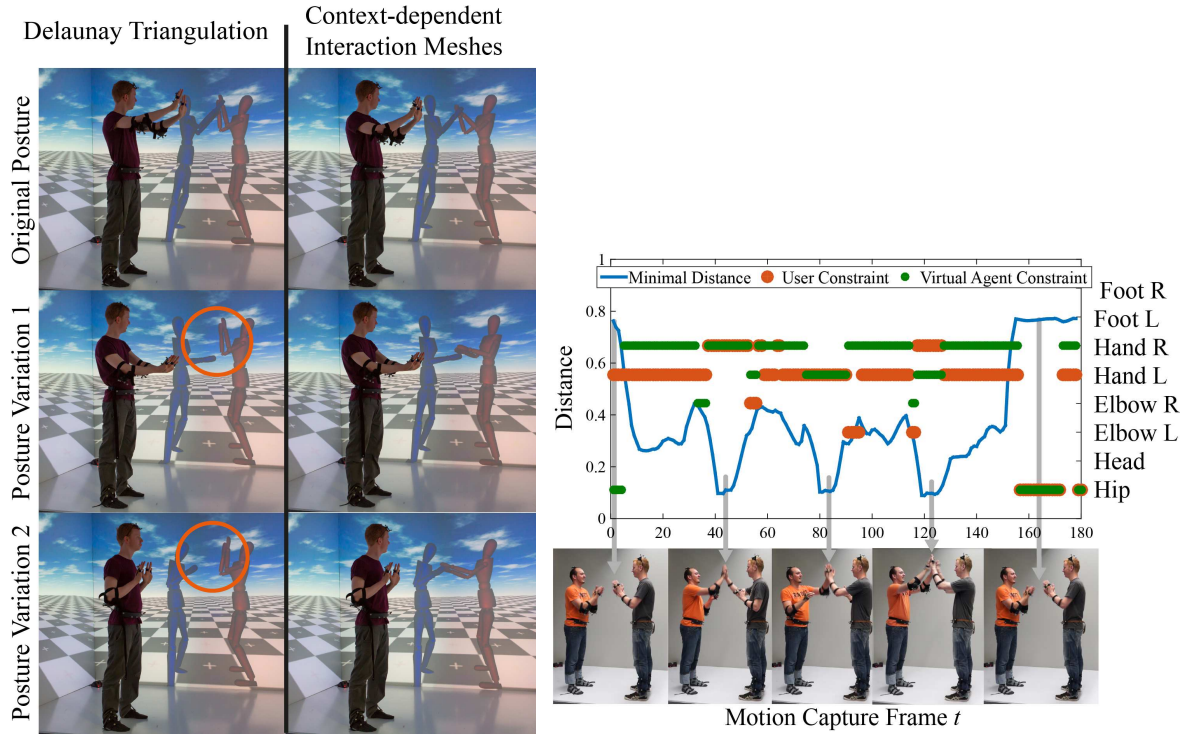 Delaunay Triangulation
Context-dependent
Interaction Meshes
Original Posture
Posture Variation 1
Posture Variation 2
1
Minimal Distance
User Constraint
Virtual Agent Constraint
0.8
0.6
0.4
0.2
0
Distance
Foot R
Foot L
Hand R
Hand L
Elbow R
Elbow L
Head
Hip
0 20 40 60 80 100 120 140 160 180
Motion Capture Frame t